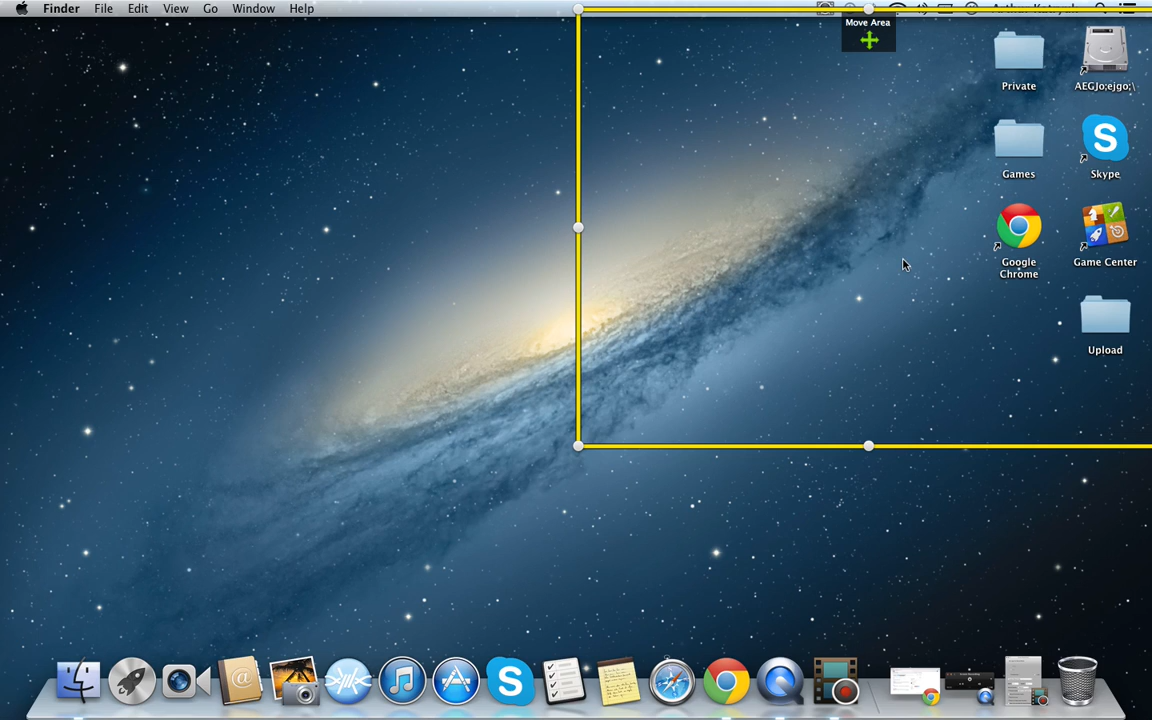 Finder File Edit View Go Window Help
Move Area
Private
AEGJo;ejgo;\
Games
Skype
Google
Chrome
Game Center
Upload